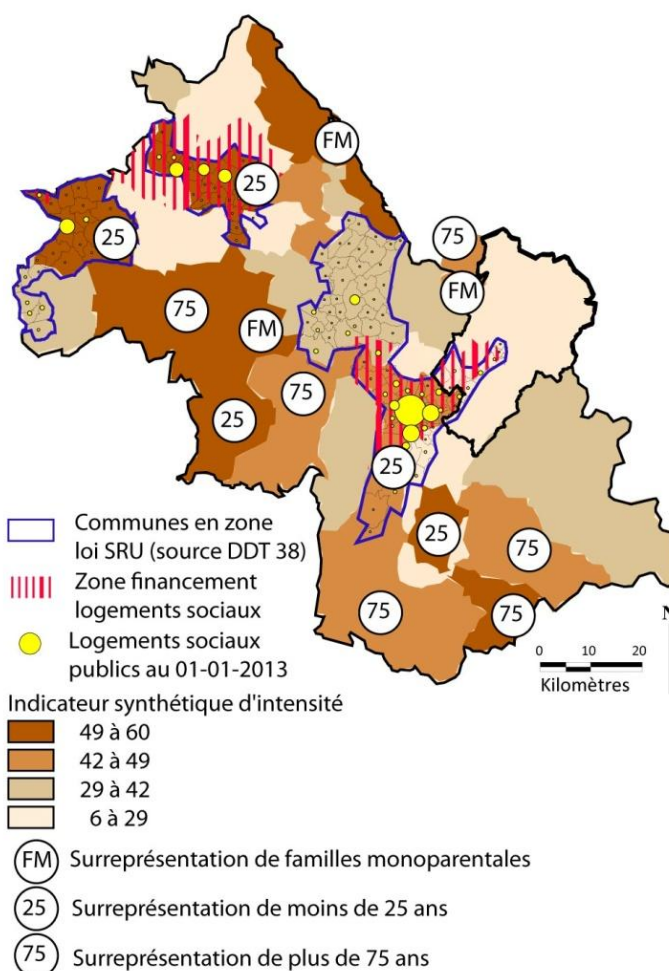 FM
25
75
25
FM
75
FM
75
25
25
25
75
75
75
Communes en zone
loi SRU (source DDT 38)
Zone financement
logements sociaux
Logements sociaux
publics au 01-01-2013
N
0 10 20
Kilomètres
Indicateur synthétique d'intensité
49 à 60
42 à 49
29 à 42
6 à 29
FM Surreprésentation de familles monoparentales
25 Surreprésentation de moins de 25 ans
75 Surreprésentation de plus de 75 ans